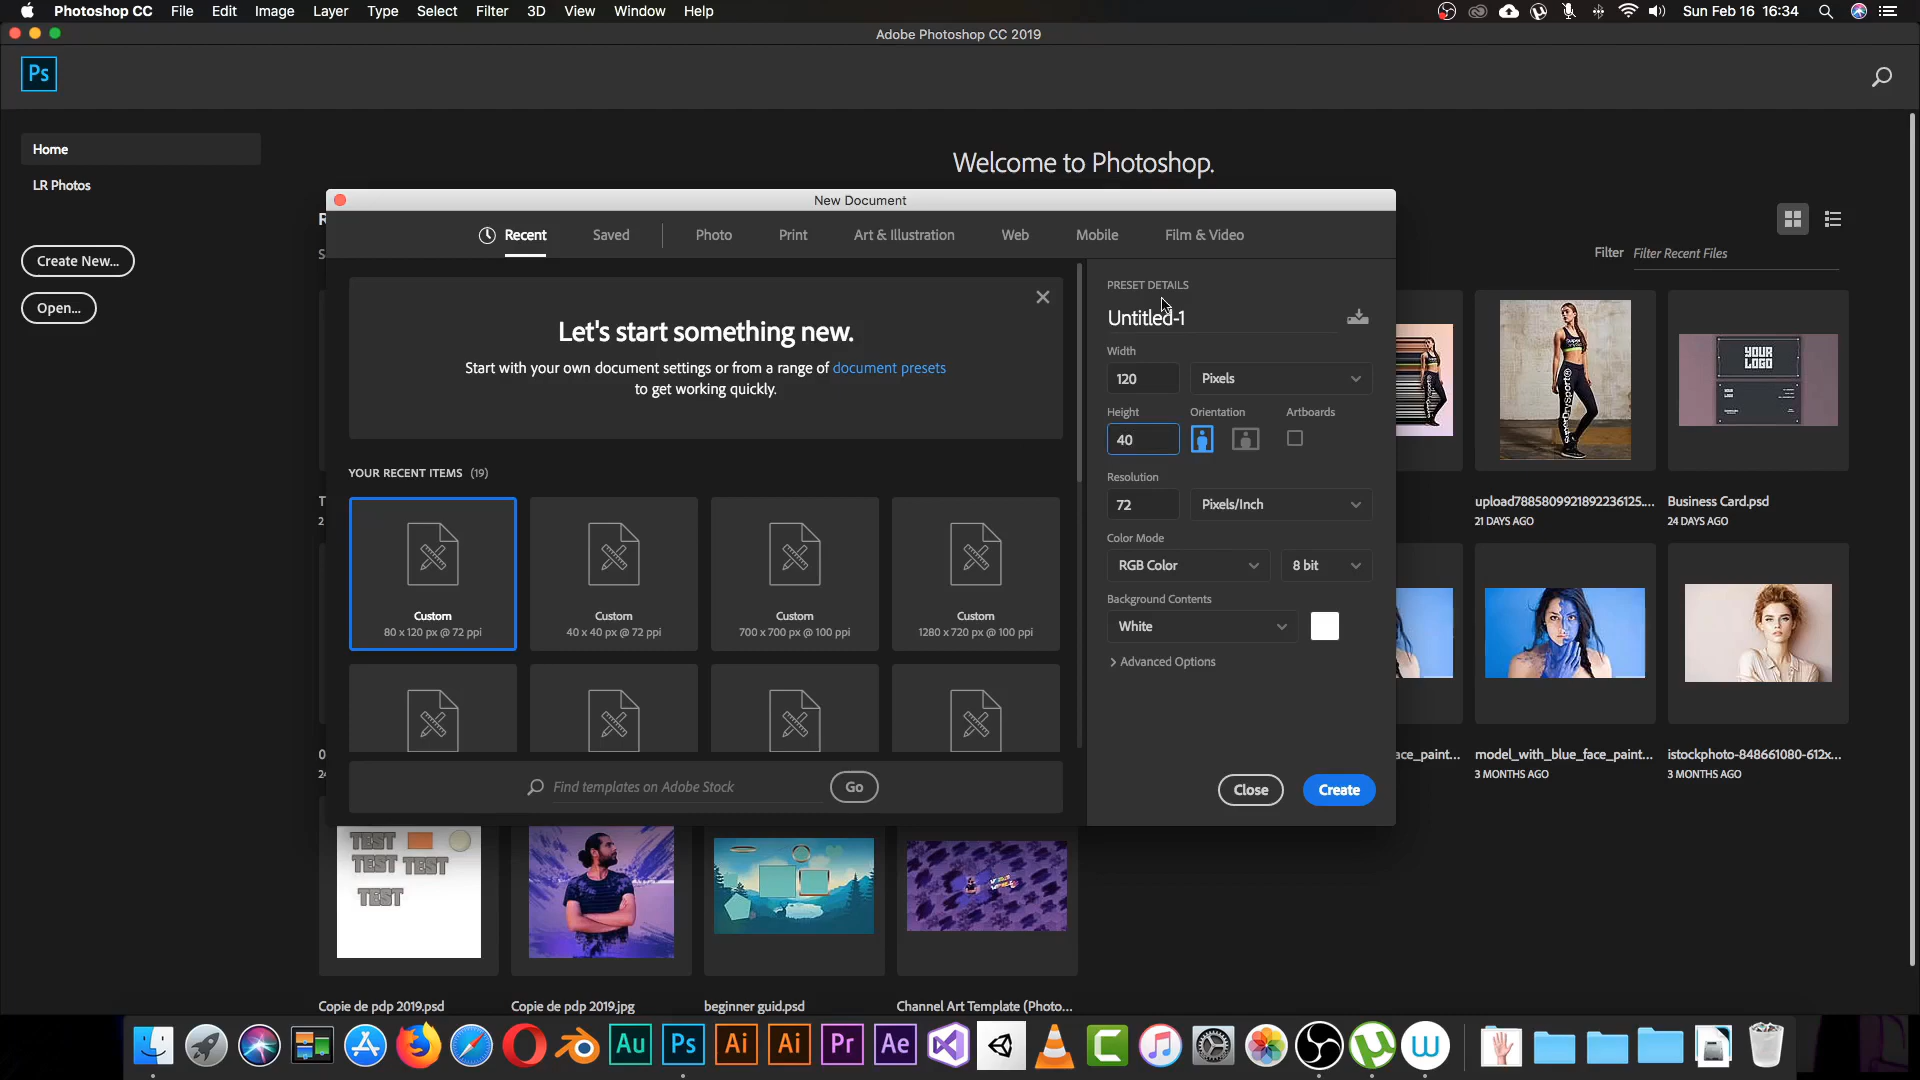 Photoshop CC File Edit Image Layer Type Select Filter 3D View Window Help
Sun Feb 16 16:34
Adobe Photoshop CC 2019
Ps
Home
LR Photos
Create New...
Open...
Welcome to Photoshop.
Filter Filter Recent Files
New Document
Recent Saved Photo Print Art & Illustration Web Mobile Film & Video
Let's start something new.
Start with your own document settings or from a range of document presets
to get working quickly.
YOUR RECENT ITEMS (19)
Custom
80 x 120 px @ 72 ppi
Custom
40 x 40 px @ 72 ppi
Custom
700 x 700 px @ 100 ppi
Custom
1280 x 720 px @ 100 ppi
Find templates on Adobe Stock
Go
PRESET DETAILS
Untitled-1
Width
120 Pixels
Height Orientation Artboards
40
Resolution
72 Pixels/Inch
Color Mode
RGB Color 8 bit
Background Contents
White
Advanced Options
Close Create
YOUR
LOGO
upload7885809921892236125....
21 DAYS AGO
Business Card.psd
24 DAYS AGO
ace_paint...
model_with_blue_face_paint...
3 MONTHS AGO
istockphoto-848661080-612x...
3 MONTHS AGO
TEST
TEST TEST
TEST
Copie de pdp 2019.psd
Copie de pdp 2019.jpg
beginner guid.psd
Channel Art Template (Photo...
Au Ps Ai Ai Pr Ae